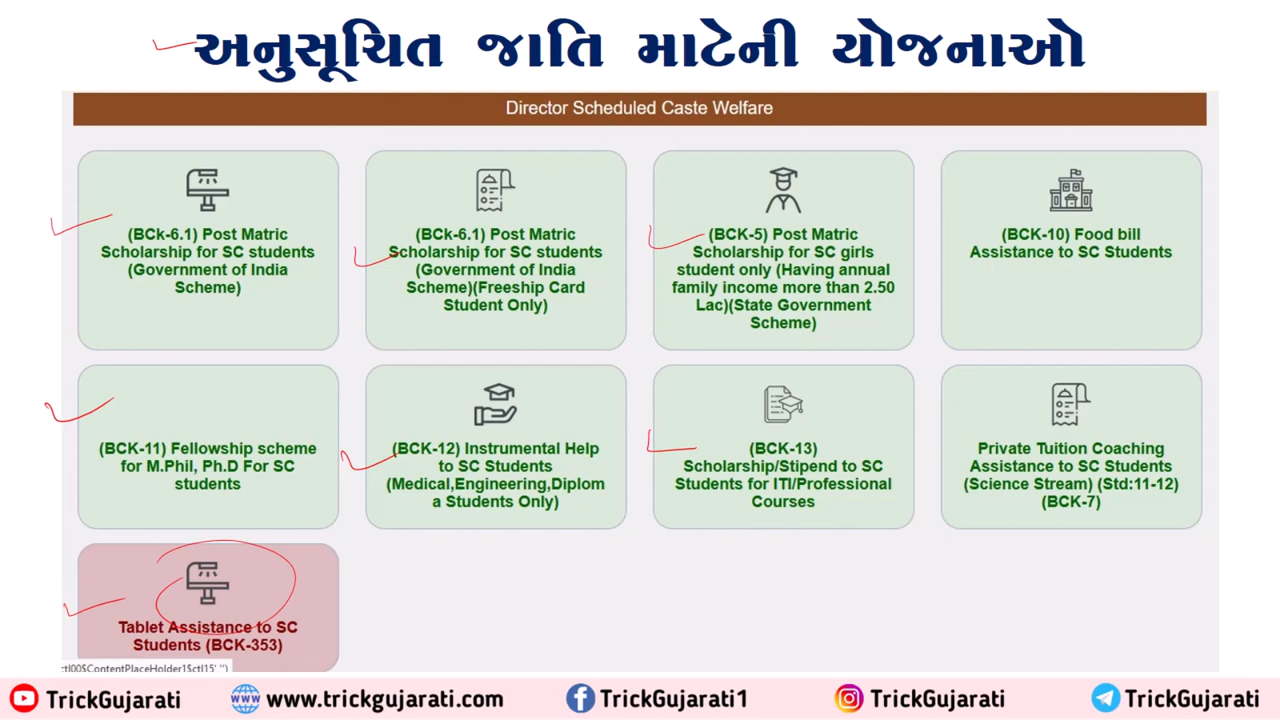 અનુસૂચિત જાતિ માટેની યોજનાઓ
Director Scheduled Caste Welfare
(BCk-6.1) Post Matric
Scholarship for SC students
(Government of India
Scheme)
(BCk-6.1) Post Matric
Scholarship for SC students
(Government of India
Scheme)(Freeship Card
Student Only)
(BCK-5) Post Matric
Scholarship for SC girls
student only (Having annual
family income more than 2.50
Lac)(State Government
Scheme)
(BCK-10) Food bill
Assistance to SC Students
(BCK-11) Fellowship scheme
for M.Phil, Ph.D For SC
students
(BCK-12) Instrumental Help
to SC Students
(Medical,Engineering,Diplom
a Students Only)
(BCK-13)
Scholarship/Stipend to SC
Students for ITI/Professional
Courses
Private Tuition Coaching
Assistance to SC Students
(Science Stream) (Std:11-12)
(BCK-7)
Tablet Assistance to SC
Students (BCK-353)
ctl00$ContentPlaceHolder1$ctl15','')
TrickGujarati
www.trickgujarati.com
TrickGujarati1
TrickGujarati
TrickGujarati